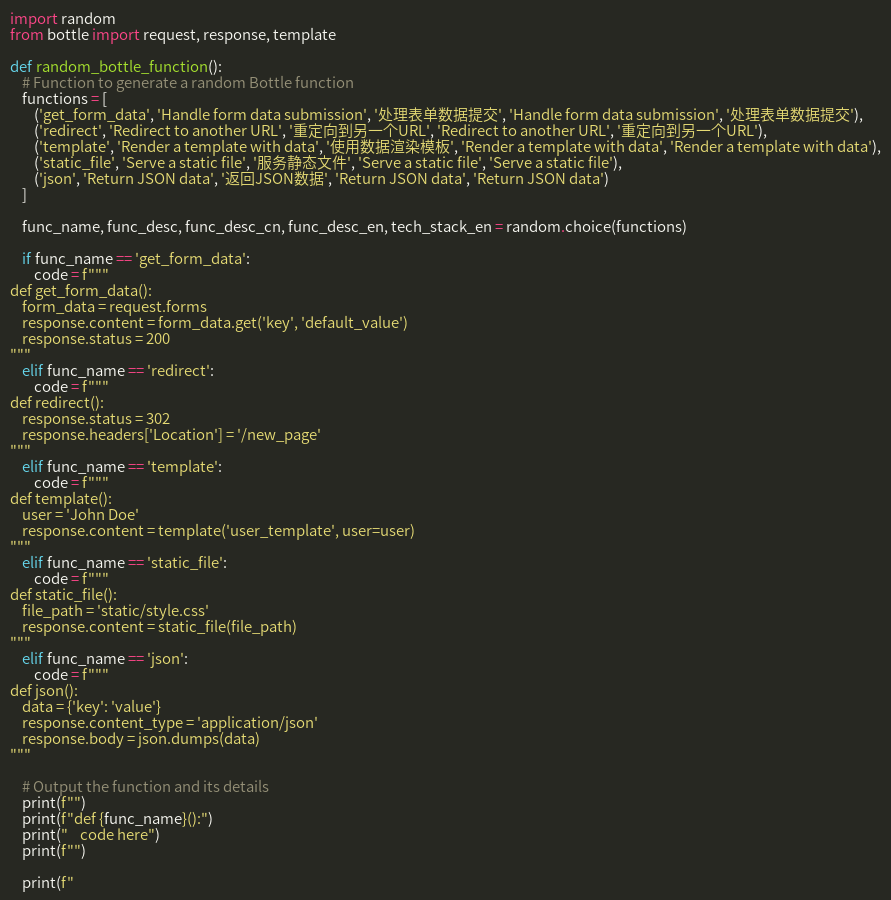 import random
from bottle import request, response, template

def random_bottle_function():
    # Function to generate a random Bottle function
    functions = [
        ('get_form_data', 'Handle form data submission', '处理表单数据提交', 'Handle form data submission', '处理表单数据提交'),
        ('redirect', 'Redirect to another URL', '重定向到另一个URL', 'Redirect to another URL', '重定向到另一个URL'),
        ('template', 'Render a template with data', '使用数据渲染模板', 'Render a template with data', 'Render a template with data'),
        ('static_file', 'Serve a static file', '服务静态文件', 'Serve a static file', 'Serve a static file'),
        ('json', 'Return JSON data', '返回JSON数据', 'Return JSON data', 'Return JSON data')
    ]

    func_name, func_desc, func_desc_cn, func_desc_en, tech_stack_en = random.choice(functions)

    if func_name == 'get_form_data':
        code = f"""
def get_form_data():
    form_data = request.forms
    response.content = form_data.get('key', 'default_value')
    response.status = 200
"""
    elif func_name == 'redirect':
        code = f"""
def redirect():
    response.status = 302
    response.headers['Location'] = '/new_page'
"""
    elif func_name == 'template':
        code = f"""
def template():
    user = 'John Doe'
    response.content = template('user_template', user=user)
"""
    elif func_name == 'static_file':
        code = f"""
def static_file():
    file_path = 'static/style.css'
    response.content = static_file(file_path)
"""
    elif func_name == 'json':
        code = f"""
def json():
    data = {'key': 'value'}
    response.content_type = 'application/json'
    response.body = json.dumps(data)
"""

    # Output the function and its details
    print(f"")
    print(f"def {func_name}():")
    print("    code here")
    print(f"")

    print(f"